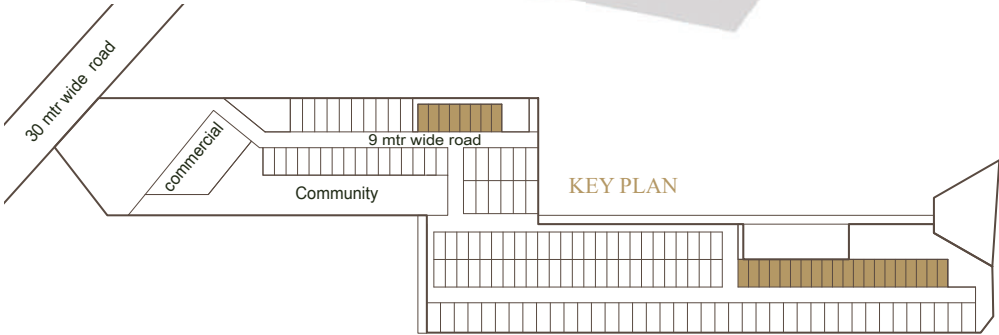 30 mtr wide road
commercial
9 mtr wide road
Community
KEY PLAN